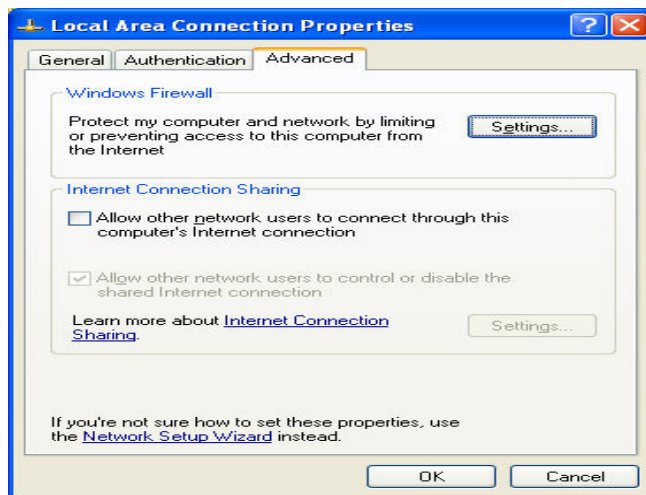 Local Area Connection Properties
General Authentication Advanced
Windows Firewall
Protect my computer and network by limiting
or preventing access to this computer from
the Internet
Settings...
Internet Connection Sharing
Allow other network users to connect through this
computer's Internet connection
Allow other network users to control or disable the
shared Internet connection
Learn more about Internet Connection
Sharing.
Settings...
If you're not sure how to set these properties, use
the Network Setup Wizard instead.
OK Cancel